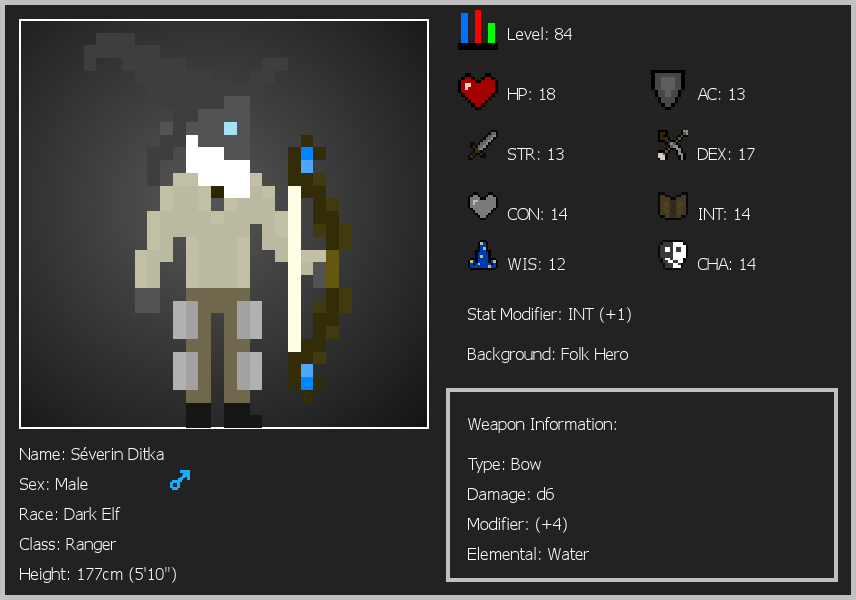 Level: 84
HP: 18
AC: 13
STR: 13
DEX: 17
CON: 14
INT: 14
WIS: 12
CHA: 14
Stat Modifier: INT (+1)
Background: Folk Hero
Weapon Information:
Type: Bow
Damage: d6
Modifier: (+4)
Elemental: Water
Name: Séverin Ditka
Sex: Male
Race: Dark Elf
Class: Ranger
Height: 177cm (5'10")